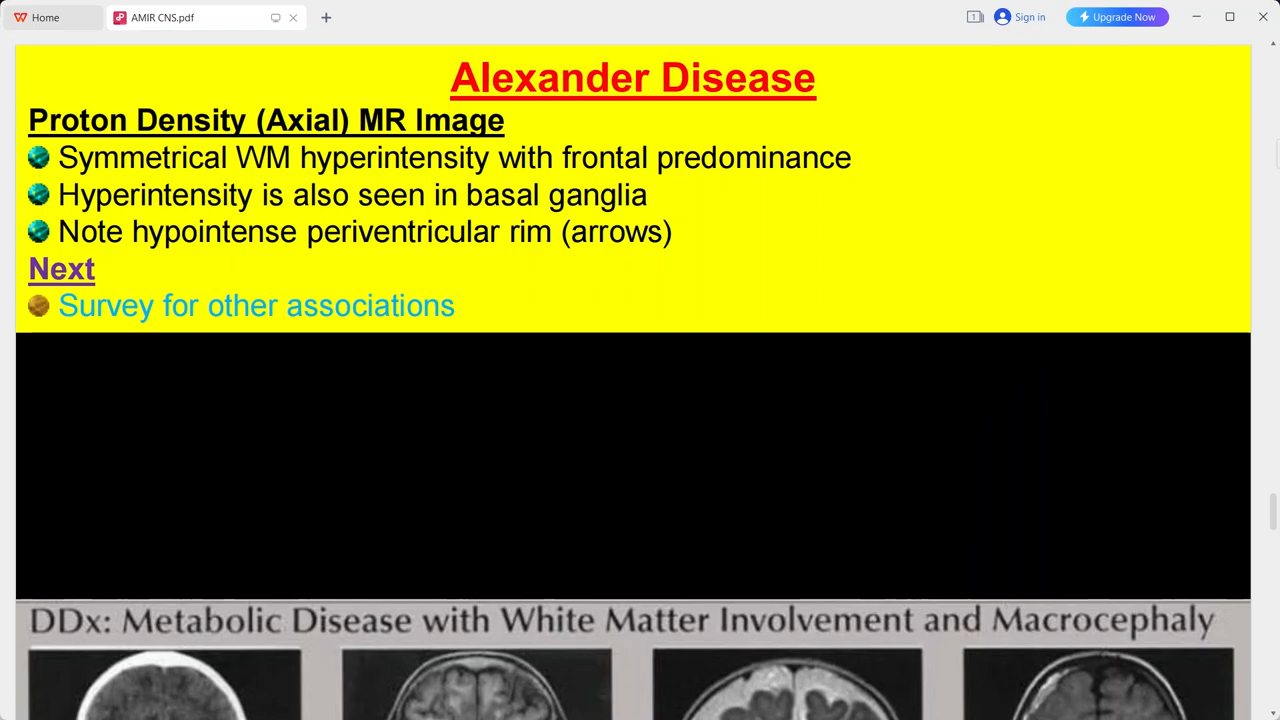 Home
AMIR CNS.pdf
1
Sign in
Upgrade Now
Alexander Disease
Proton Density (Axial) MR Image
Symmetrical WM hyperintensity with frontal predominance
Hyperintensity is also seen in basal ganglia
Note hypointense periventricular rim (arrows)
Next
Survey for other associations
DDx: Metabolic Disease with White Matter Involvement and Macrocephaly